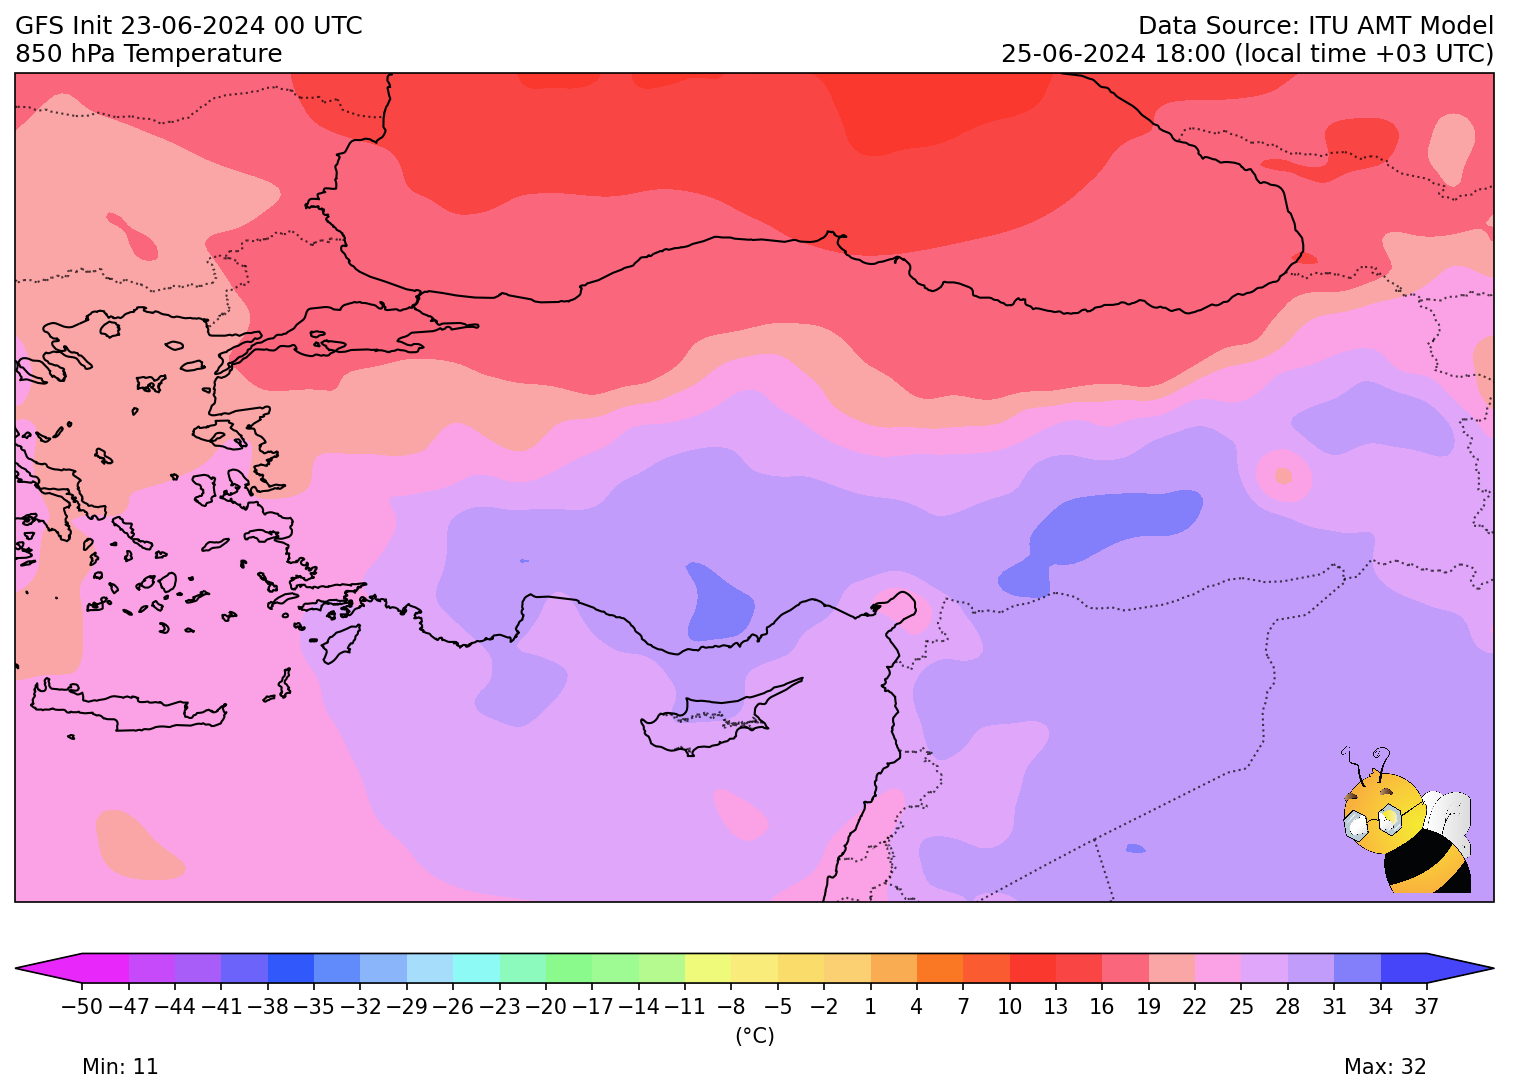 GFS Init 23-06-2024 00 UTC
Data Source: ITU AMT Model
850 hPa Temperature
25-06-2024 18:00 (local time +03 UTC)
−50 −47 −44 −41 −38 −35 −32 −29 −26 −23 −20 −17 −14 −11 −8 −5 −2 1 4 7 10 13 16 19 22 25 28 31 34 37
(°C)
Min: 11
Max: 32